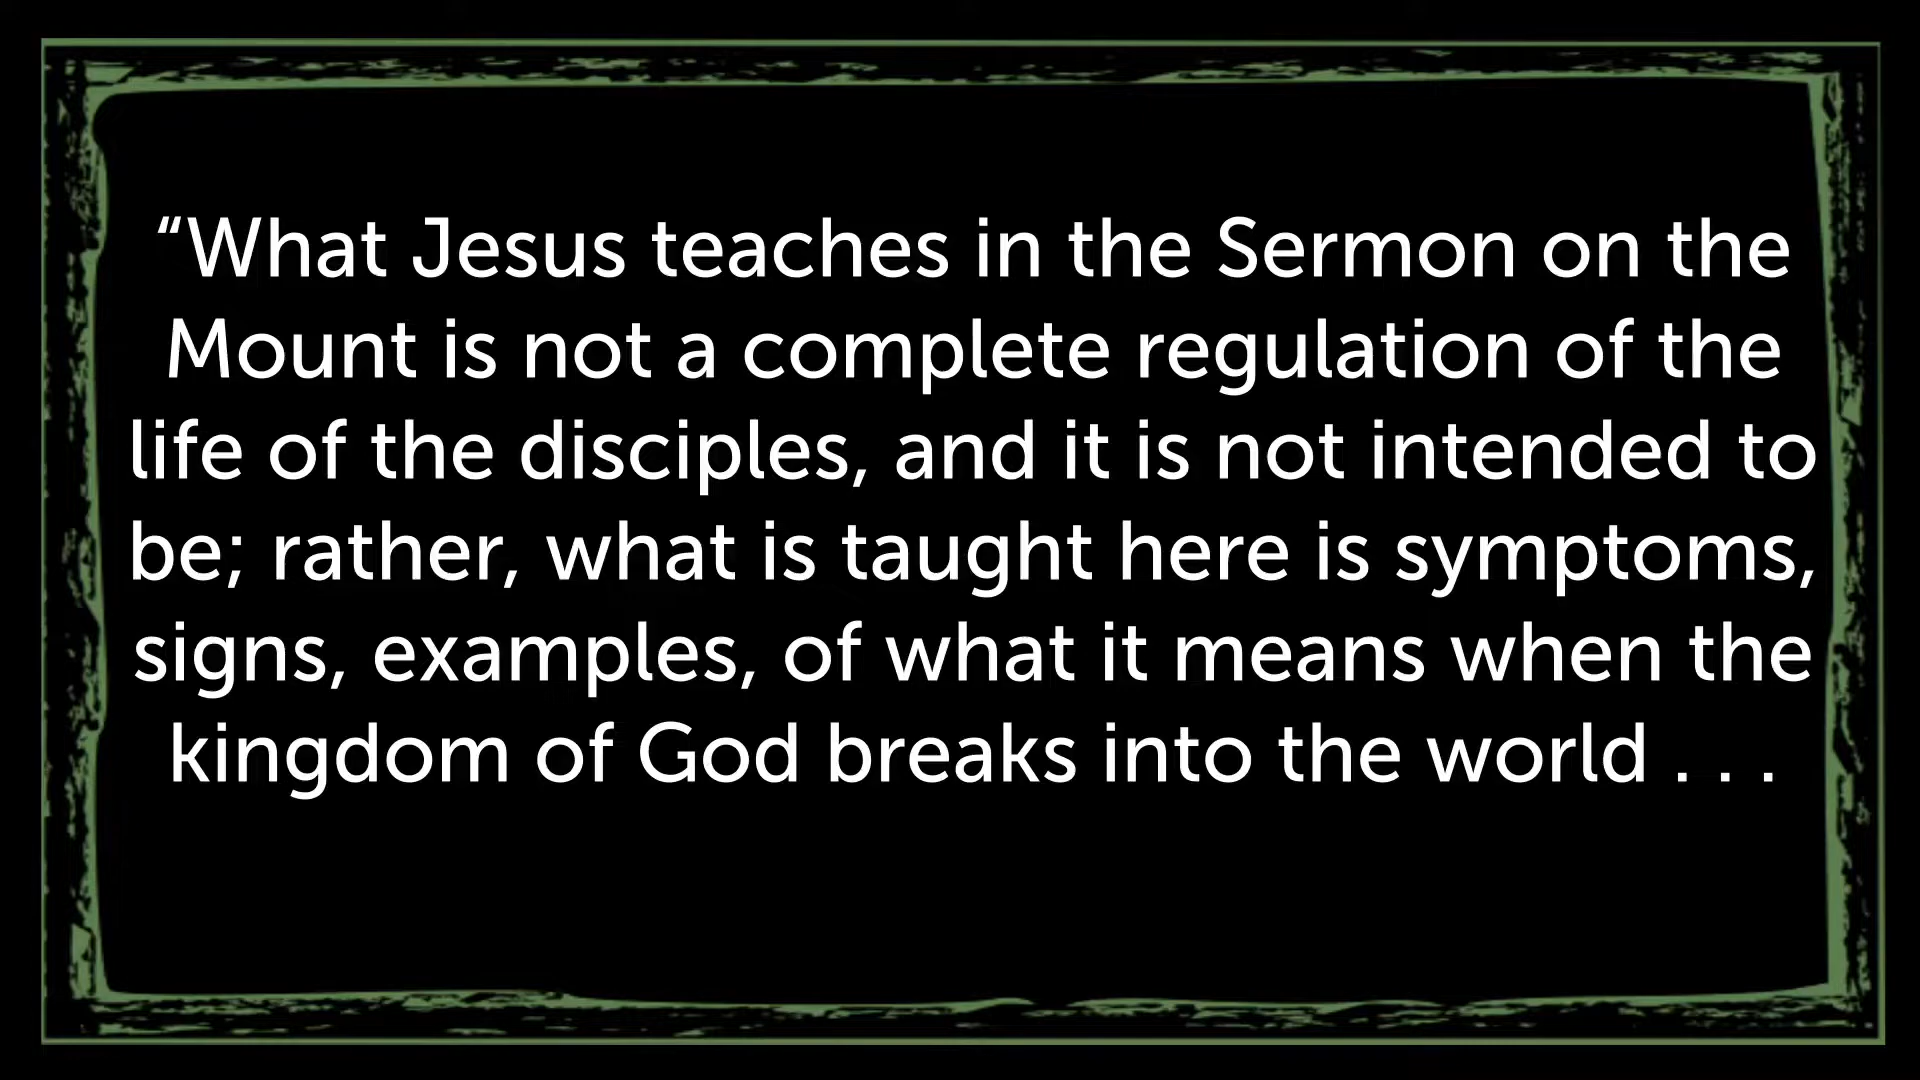 “What Jesus teaches in the Sermon on the
Mount is not a complete regulation of the
life of the disciples, and it is not intended to
be; rather, what is taught here is symptoms,
signs, examples, of what it means when the
kingdom of God breaks into the world . . .